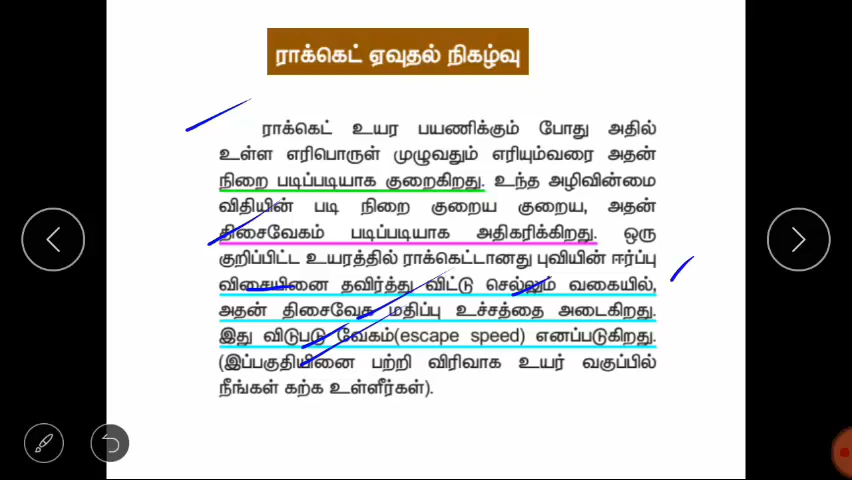 ராக்கெட் ஏவுதல் நிகழ்வு
ராக்கெட் உயர பயணிக்கும் போது அதில்
உள்ள எரிபொருள் முழுவதும் எரியும்வரை அதன்
நிறை படிப்படியாக குறைகிறது. உந்த அழிவின்மை
விதியின் படி நிறை குறைய குறைய, அதன்
திசைவேகம் படிப்படியாக அதிகரிக்கிறது. ஒரு
குறிப்பிட்ட உயரத்தில் ராக்கெட்டானது புவியின் ஈர்ப்பு
விசையினை தவிர்த்து விட்டு செல்லும் வகையில்,
அதன் திசைவேக மதிப்பு உச்சத்தை அடைகிறது.
இது விடுபடு வேகம்(escape speed) எனப்படுகிறது.
(இப்பகுதியினை பற்றி விரிவாக உயர் வகுப்பில்
நீங்கள் கற்க உள்ளீர்கள்).